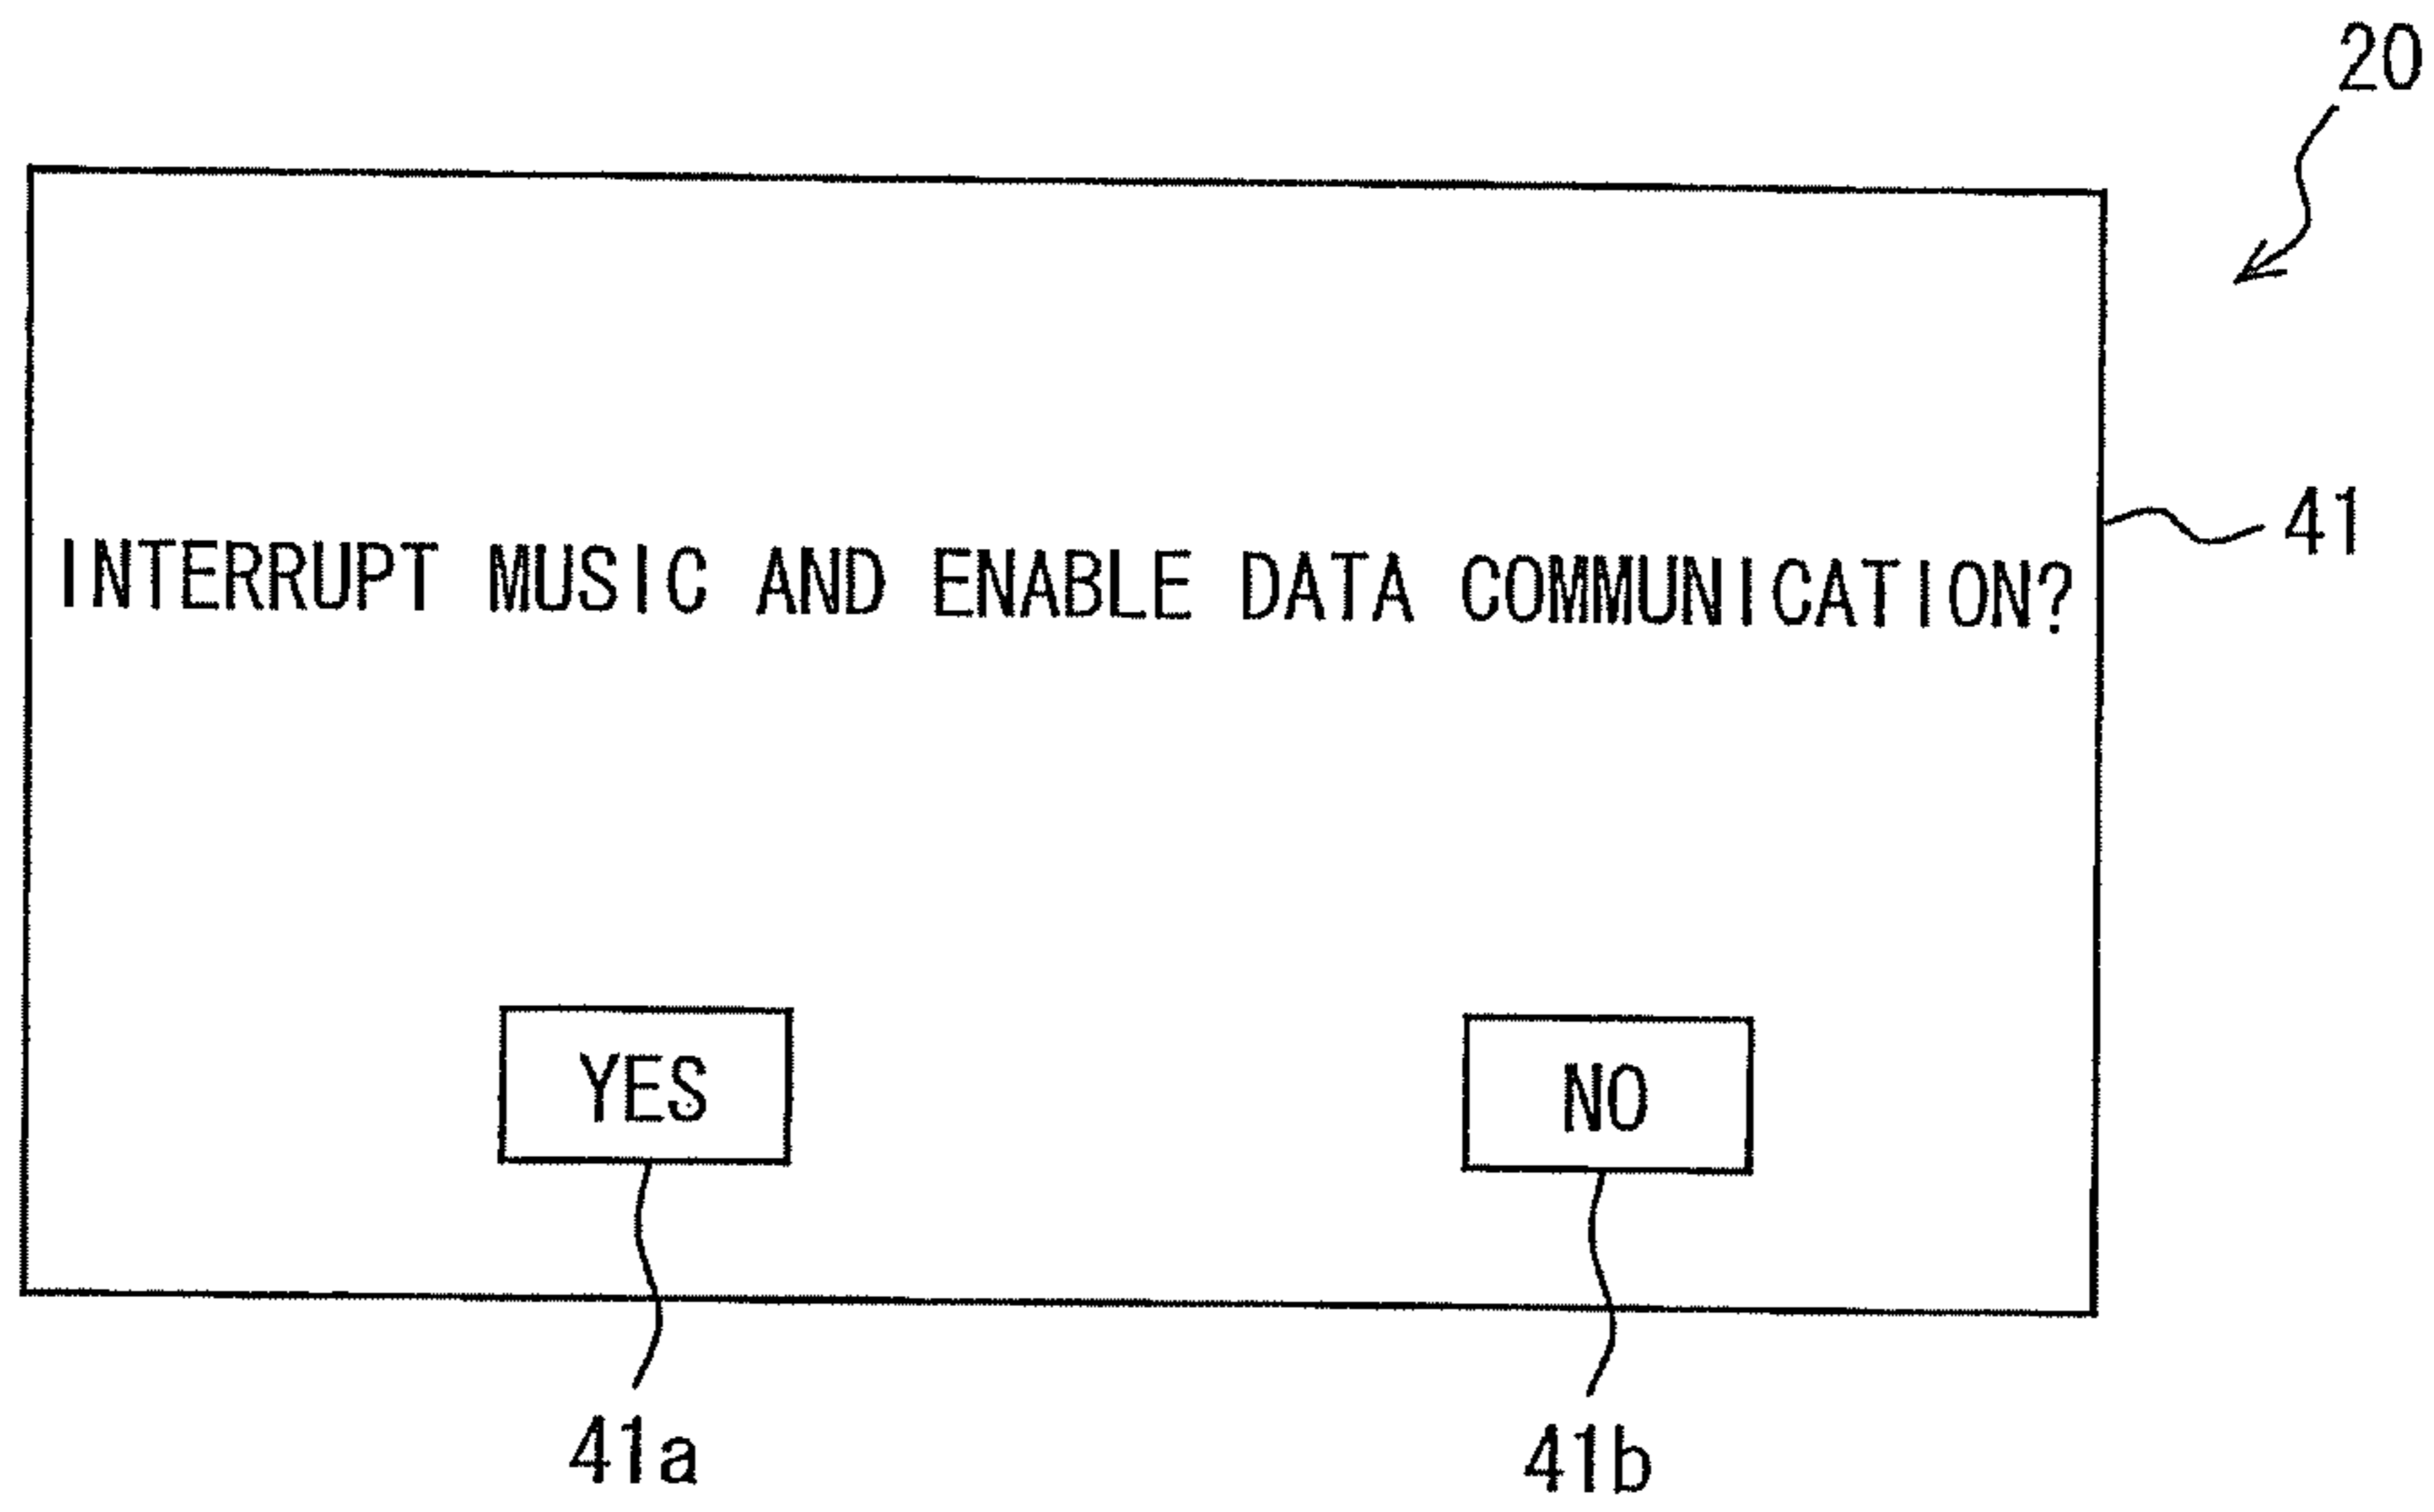 20
41
INTERRUPT MUSIC AND ENABLE DATA COMMUNICATION?
YES
NO
41a
41b